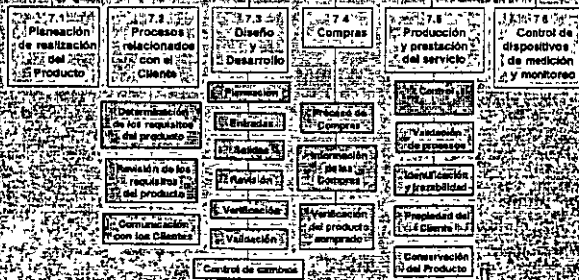 7.1
Planeación
de realización
del
Producto
7.2
Procesos
relacionados
con el
Cliente
7.3
Diseño
y
Desarrollo
7.4
Compras
7.5
Producción
y prestación
del servicio
7.6
Control de
dispositivos
de medición
y monitoreo
Determinación
de los requisitos
del producto
Revisión de los
requisitos
del producto
Comunicación
con los Clientes
Planeación
Entradas
Salidas
Revisión
Verificación
Validación
Control de cambios
Proceso de
Compras
Información
de las
Compras
Verificación
del producto
comprado
Control
Validación
de procesos
Identificación
y trazabilidad
Propiedad del
Cliente
Conservación
del Producto